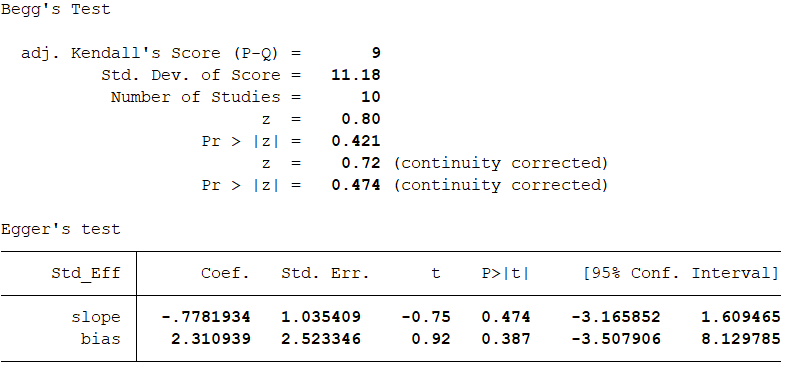 Begg's Test
adj. Kendall's Score (P-Q) = 9
Std. Dev. of Score = 11.18
Number of Studies = 10
z = 0.80
Pr > |z| = 0.421
z = 0.72 (continuity corrected)
Pr > |z| = 0.474 (continuity corrected)
Egger's test
Std_Eff Coef. Std. Err. t P>|t| [95% Conf. Interval]
slope -.7781934 1.035409 -0.75 0.474 -3.165852 1.609465
bias 2.310939 2.523346 0.92 0.387 -3.507906 8.129785